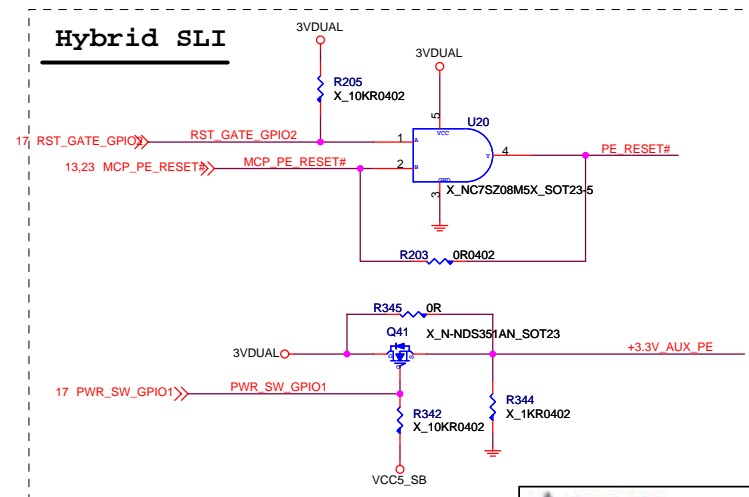 Hybrid SLI
3VDUAL
3VDUAL
R205
X_10KR0402
5
VCC
U20
17 RST_GATE_GPIO2
RST_GATE_GPIO2
1
A
Y
4
PE_RESET#
13,23 MCP_PE_RESET#
MCP_PE_RESET#
2
B
GND
3
X_NC7SZ08M5X_SOT23-5
R203
0R0402
R345
0R
Q41
X_N-NDS351AN_SOT23
3VDUAL
+3.3V_AUX_PE
17 PWR_SW_GPIO1
PWR_SW_GPIO1
R342
X_10KR0402
R344
X_1KR0402
VCC5_SB